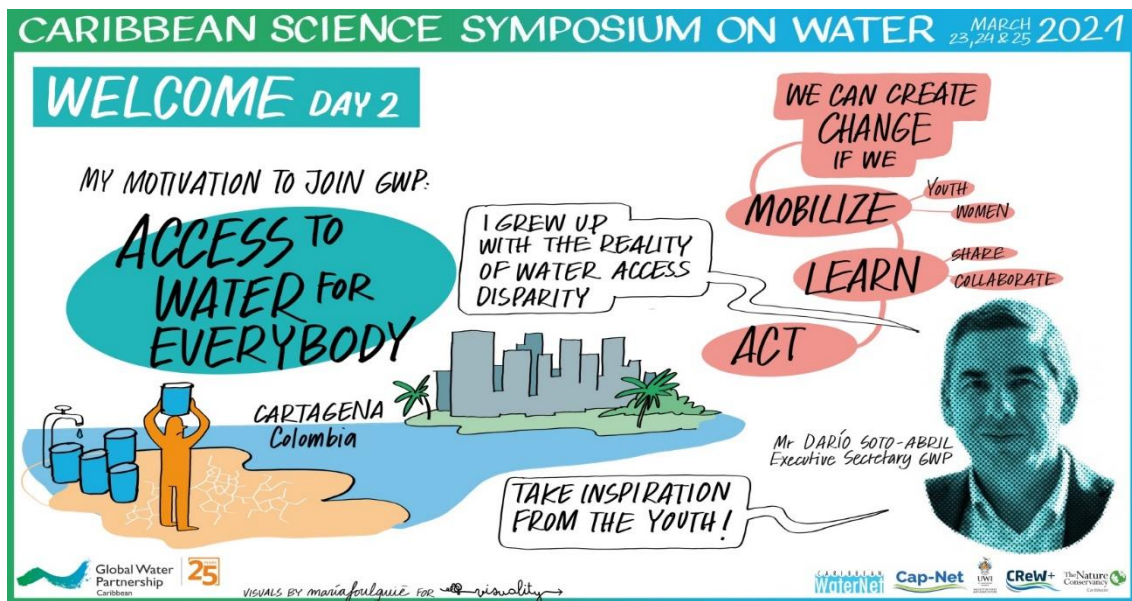 CARIBBEAN SCIENCE SYMPOSIUM ON WATER MARCH 23, 24 & 25 2021
WELCOME DAY 2
MY MOTIVATION TO JOIN GWP:
ACCESS TO
WATER FOR
EVERYBODY
CARTAGENA
Colombia
I GREW UP
WITH THE REALITY
OF WATER ACCESS
DISPARITY
WE CAN CREATE
CHANGE
IF WE
MOBILIZE
YOUTH
WOMEN
LEARN
SHARE
COLLABORATE
ACT
Mr DARÍO SOTO-ABRIL
Executive Secretary GWP
TAKE INSPIRATION
FROM THE YOUTH!
Global Water
Partnership
Caribbean
25
VISUALS BY maríafoulquié FOR visuality
CARIBBEAN
WaterNet
Cap-Net
UWI
CReW+
The Nature
Conservancy
Caribbean